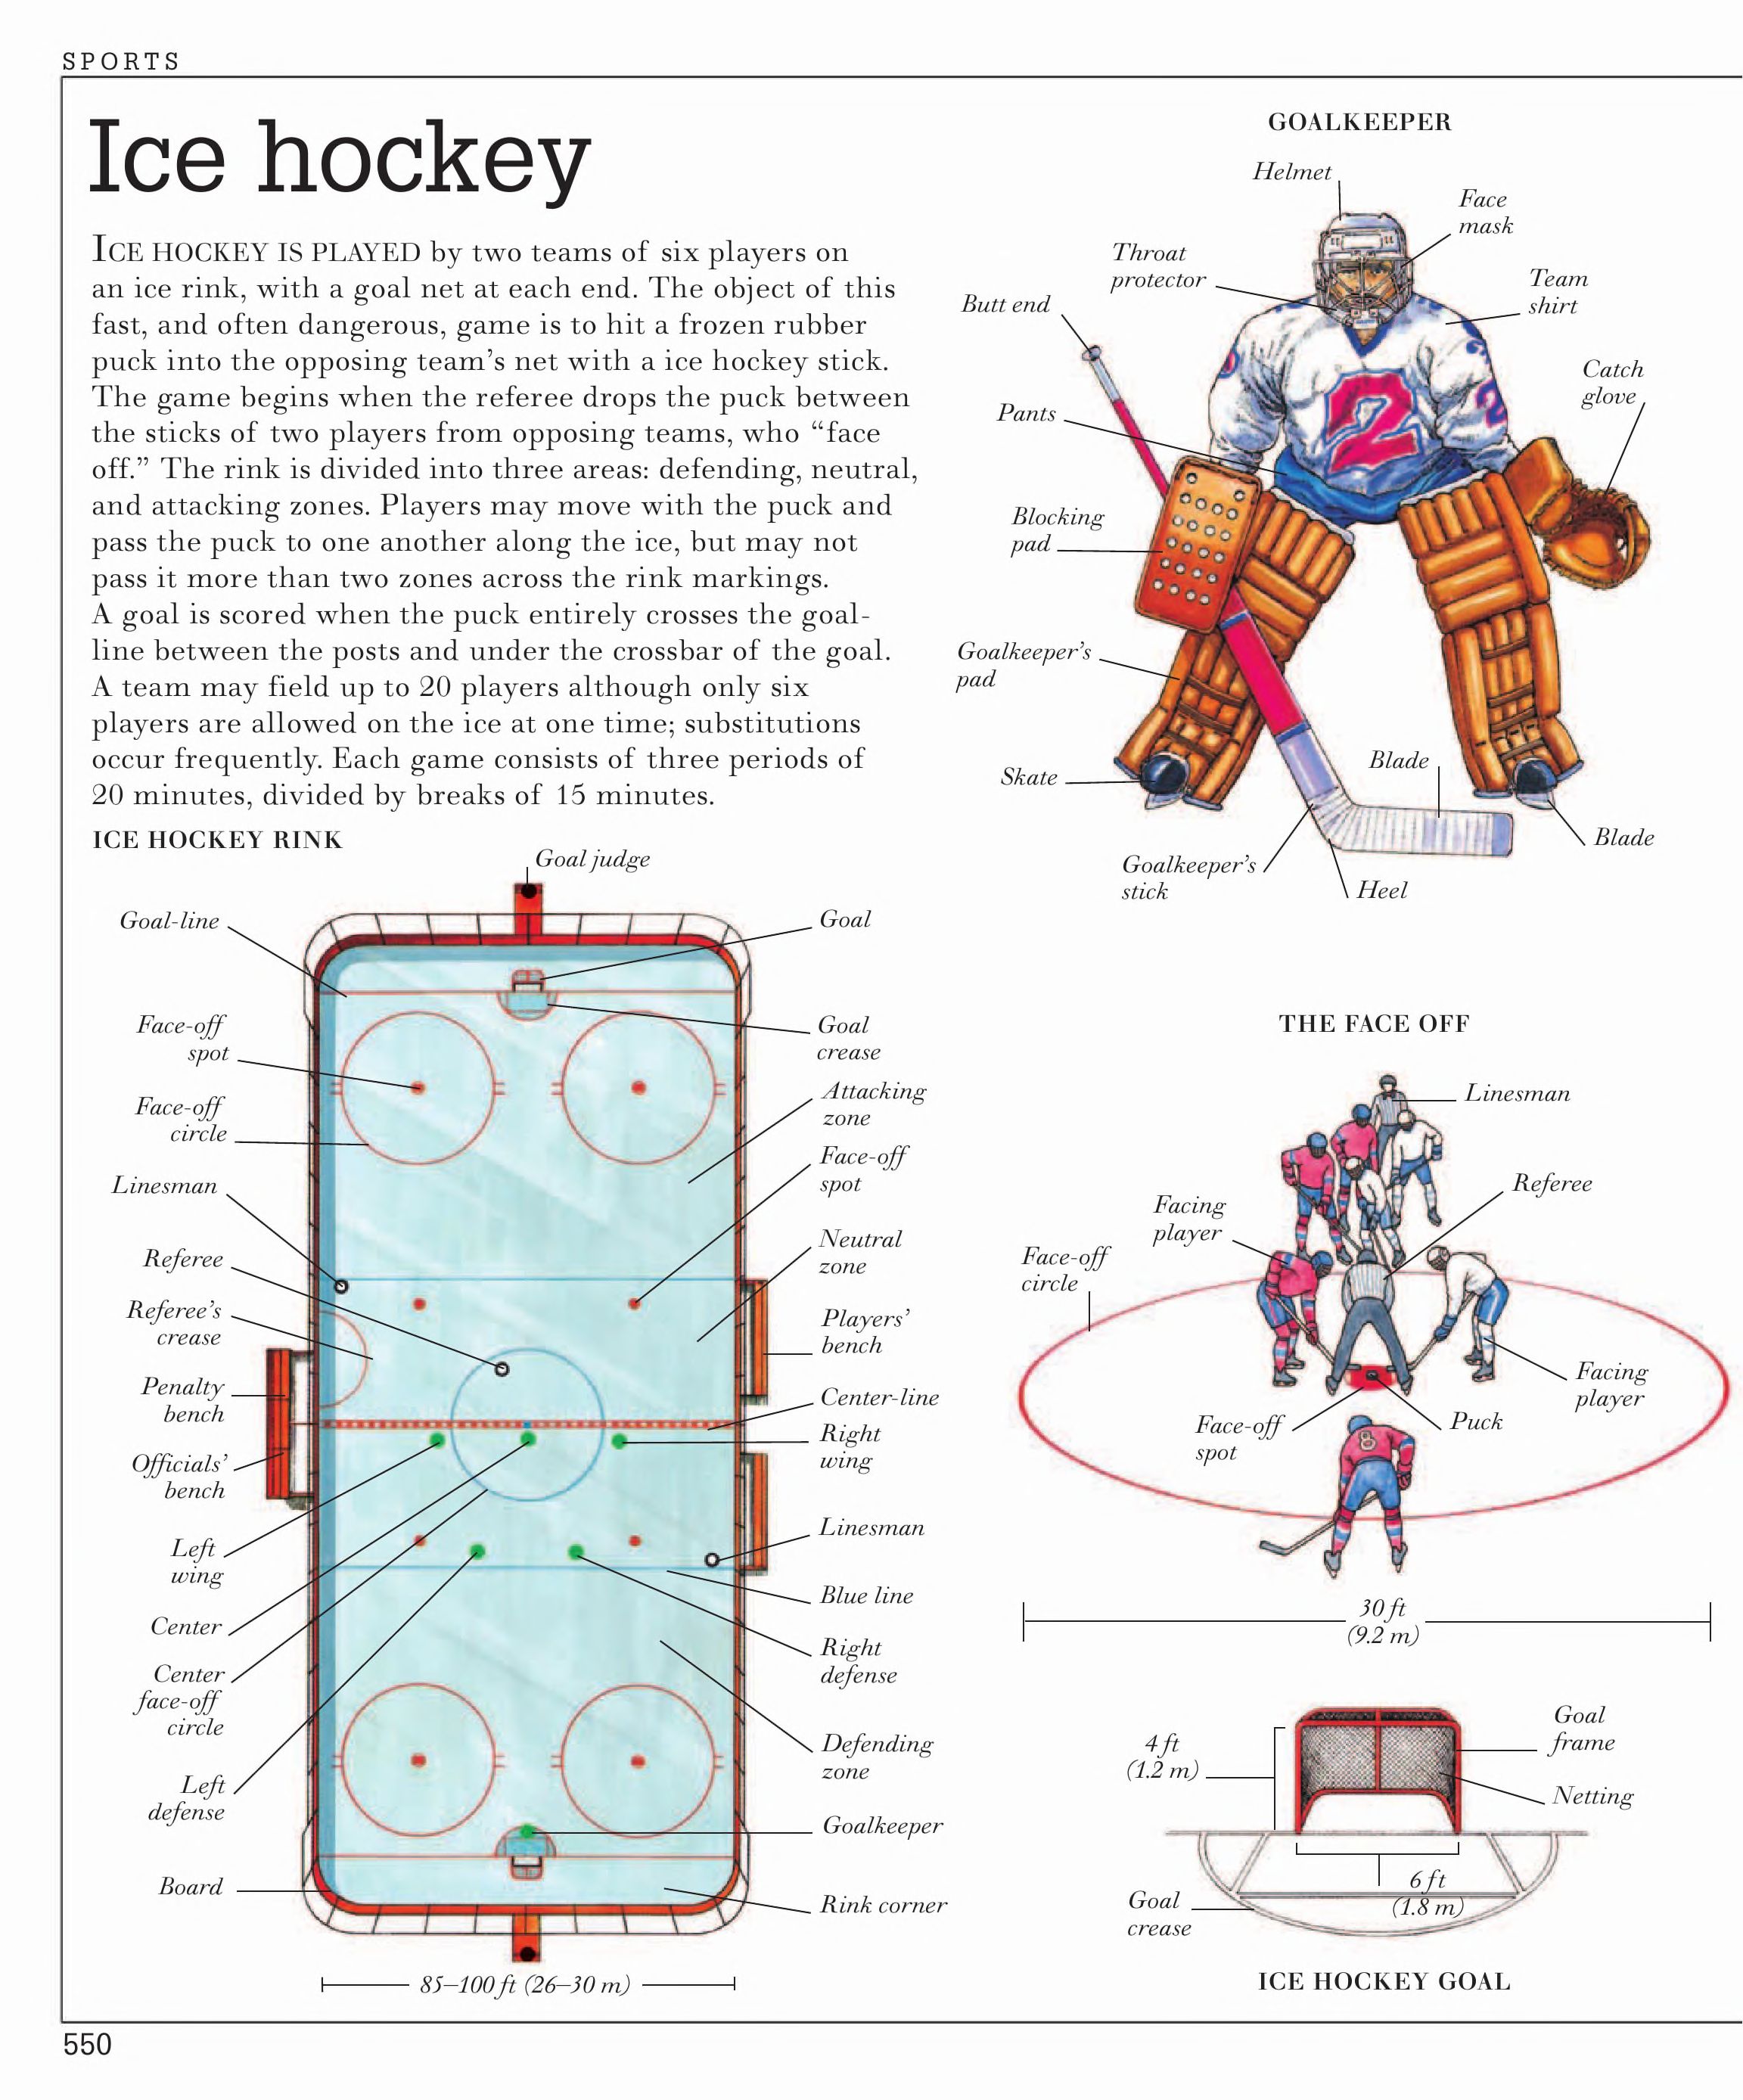 SPORTS
Ice hockey
ICE HOCKEY IS PLAYED by two teams of six players on
an ice rink, with a goal net at each end. The object of this
fast, and often dangerous, game is to hit a frozen rubber
puck into the opposing team's net with a ice hockey stick.
The game begins when the referee drops the puck between
the sticks of two players from opposing teams, who “face
off.” The rink is divided into three areas: defending, neutral,
and attacking zones. Players may move with the puck and
pass the puck to one another along the ice, but may not
pass it more than two zones across the rink markings.
A goal is scored when the puck entirely crosses the goal-
line between the posts and under the crossbar of the goal.
A team may field up to 20 players although only six
players are allowed on the ice at one time; substitutions
occur frequently. Each game consists of three periods of
20 minutes, divided by breaks of 15 minutes.
ICE HOCKEY RINK
Goal judge
Goal-line
Face-off
spot
Face-off
circle
Linesman
Referee
Referee's
crease
Penalty
bench
Officials'
bench
Left
wing
Center
Center
face-off
circle
Left
defense
Board
Goal
Goal
crease
Attacking
zone
Face-off
spot
Neutral
zone
Players'
bench
Center-line
Right
wing
Linesman
Blue line
Right
defense
Defending
zone
Goalkeeper
Rink corner
85–100 ft (26–30 m)
GOALKEEPER
Helmet
Face
mask
Throat
protector
Team
shirt
Butt end
Catch
glove
Pants
2
2
Blocking
pad
Goalkeeper's
pad
Skate
Blade
Blade
Goalkeeper's
stick
Heel
THE FACE OFF
Linesman
Referee
Facing
player
Face-off
circle
Facing
player
Face-off
spot
Puck
8
30 ft
(9.2 m)
4 ft
(1.2 m)
Goal
frame
Netting
6 ft
(1.8 m)
Goal
crease
ICE HOCKEY GOAL
550